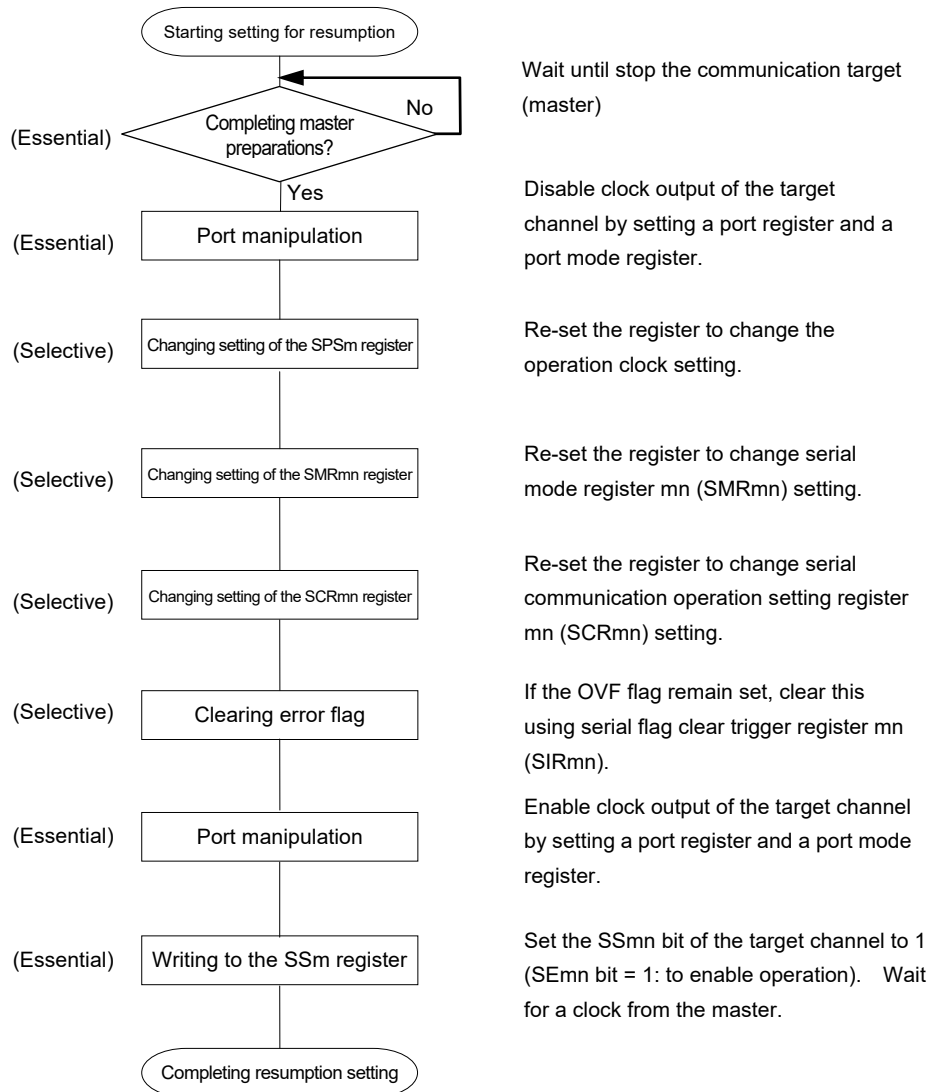 Starting setting for resumption
Wait until stop the communication target
(master)
No
(Essential)
Completing master
preparations?
Yes
Disable clock output of the target
channel by setting a port register and a
port mode register.
(Essential)
Port manipulation
(Selective)
Changing setting of the SPSm register
Re-set the register to change the
operation clock setting.
(Selective)
Changing setting of the SMRmn register
Re-set the register to change serial
mode register mn (SMRmn) setting.
(Selective)
Changing setting of the SCRmn register
Re-set the register to change serial
communication operation setting register
mn (SCRmn) setting.
(Selective)
Clearing error flag
If the OVF flag remain set, clear this
using serial flag clear trigger register mn
(SIRmn).
(Essential)
Port manipulation
Enable clock output of the target channel
by setting a port register and a port mode
register.
(Essential)
Writing to the SSm register
Set the SSmn bit of the target channel to 1
(SEmn bit = 1: to enable operation). Wait
for a clock from the master.
Completing resumption setting